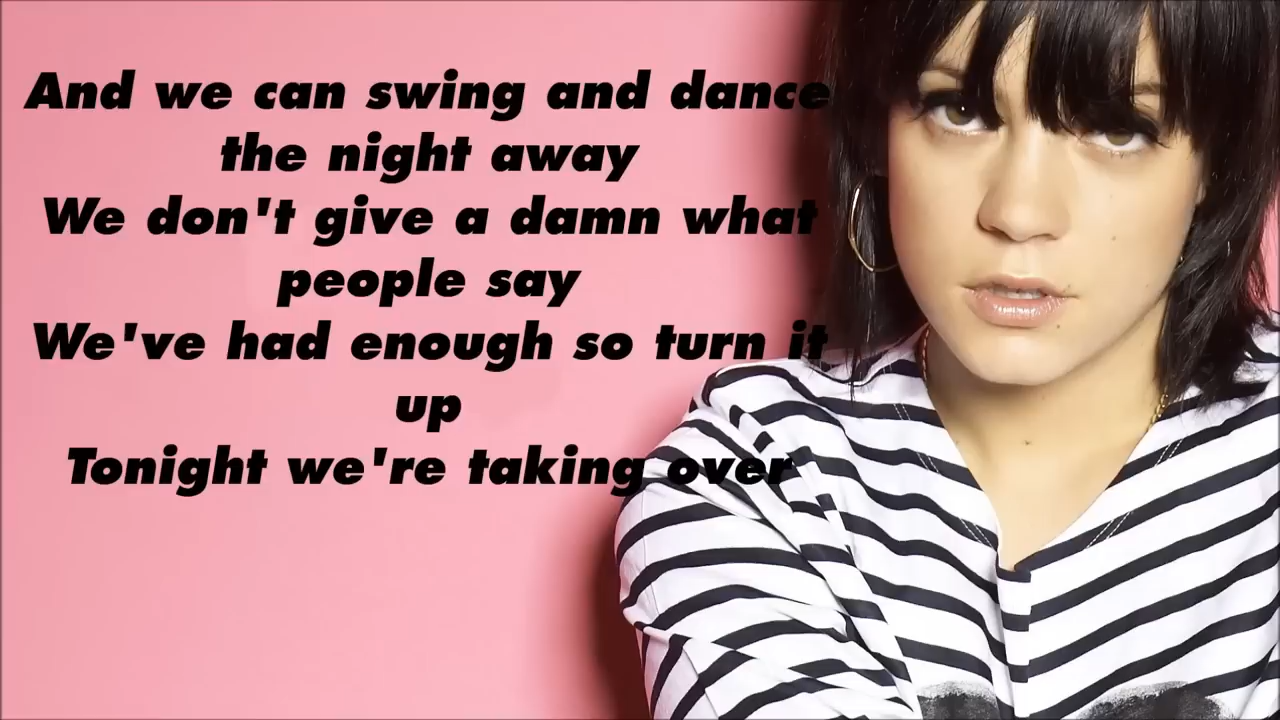 And we can swing and dance
the night away
We don't give a damn what
people say
We've had enough so turn it
up
Tonight we're taking over